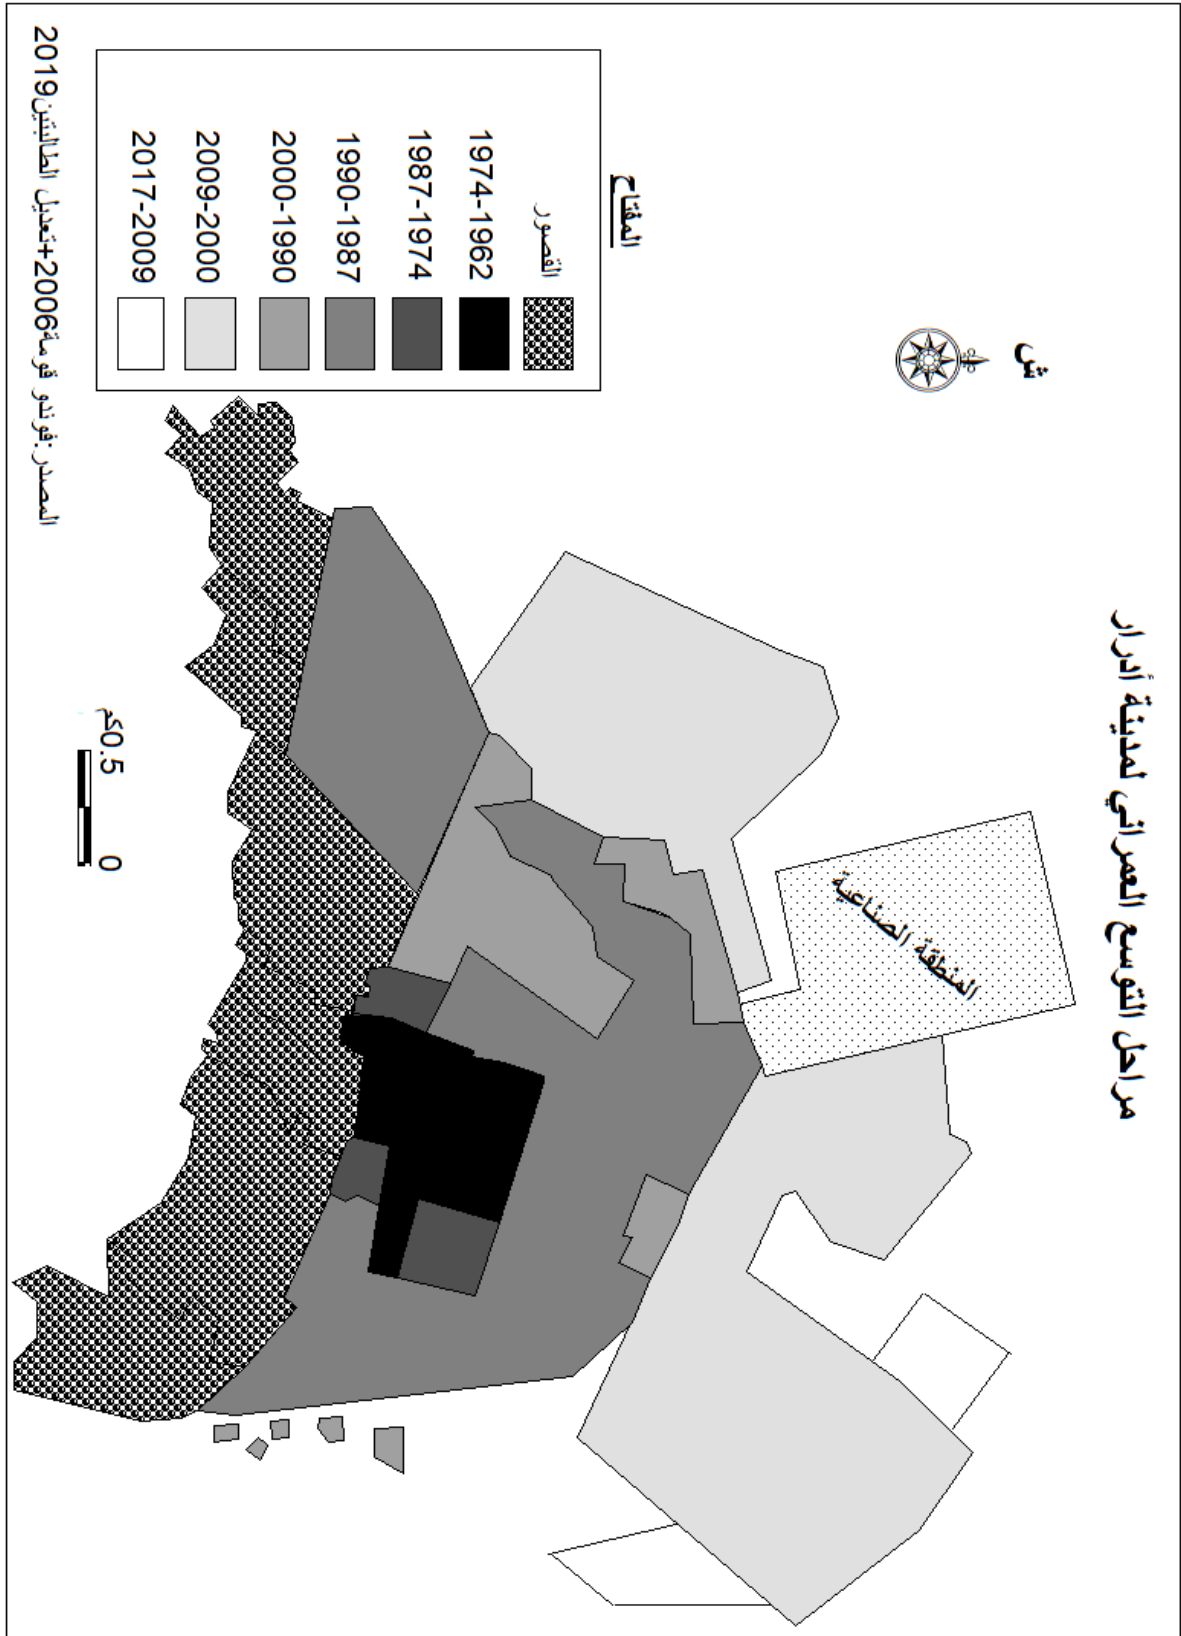 مراحل التوسع العمراني لمدينة أدرار
ش
المنطقة الصناعية
المفتاح
القصور
1974-1962
1987-1974
1990-1987
2000-1990
2009-2000
2017-2009
0.5كم
0
المصدر:فوندو قومة2006+تعديل الطالبتين2019